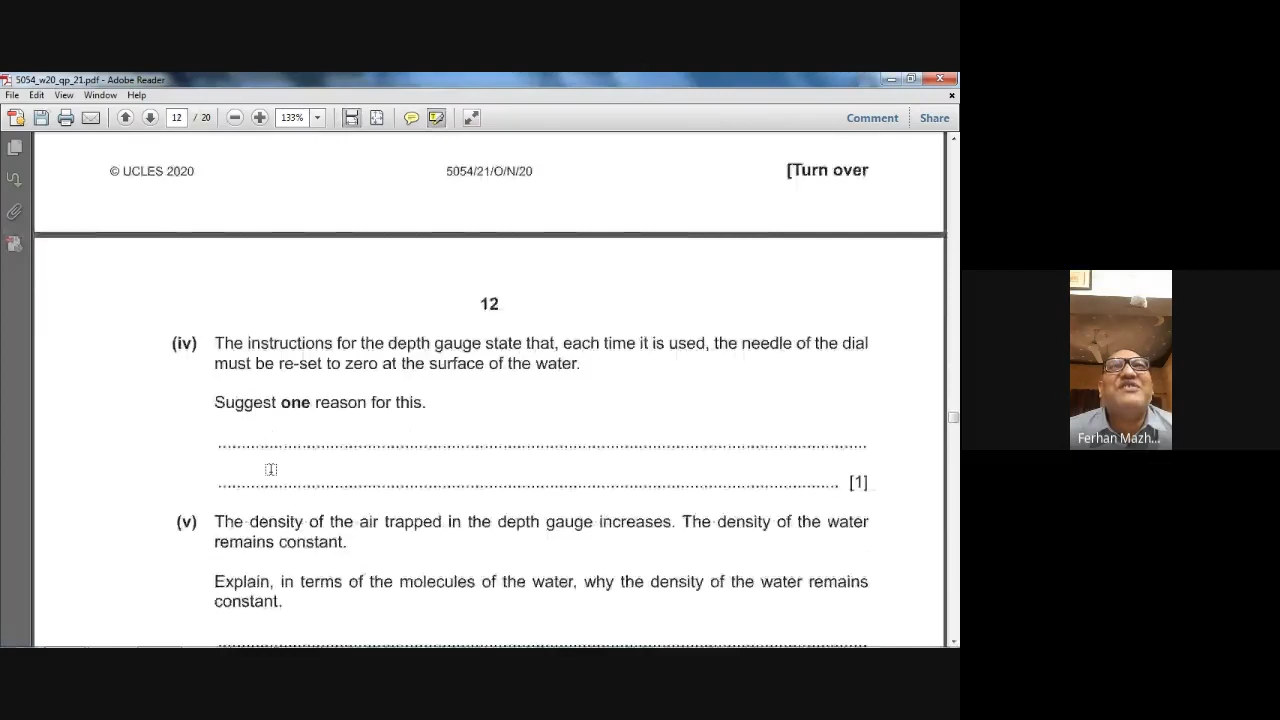 5054_w20_qp_21.pdf - Adobe Reader
File Edit View Window Help
12 / 20 133% Comment Share
© UCLES 2020 5054/21/O/N/20 [Turn over
12
(iv) The instructions for the depth gauge state that, each time it is used, the needle of the dial
must be re-set to zero at the surface of the water.
Suggest one reason for this.
[1]
(v) The density of the air trapped in the depth gauge increases. The density of the water
remains constant.
Explain, in terms of the molecules of the water, why the density of the water remains
constant.
Ferhan Mazh...